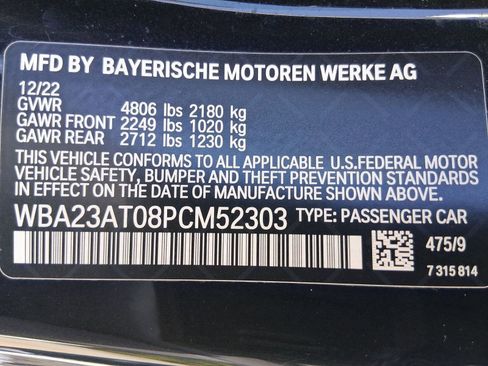 MFD BY BAYERISCHE MOTOREN WERKE AG
12/22
GVWR 4806 lbs 2180 kg
GAWR FRONT 2249 lbs 1020 kg
GAWR REAR 2712 lbs 1230 kg
THIS VEHICLE CONFORMS TO ALL APPLICABLE U.S.FEDERAL MOTOR
VEHICLE SAFETY, BUMPER AND THEFT PREVENTION STANDARDS
IN EFFECT ON THE DATE OF MANUFACTURE SHOWN ABOVE.
WBA23AT08PCM52303 TYPE: PASSENGER CAR
475/9
7 315 814